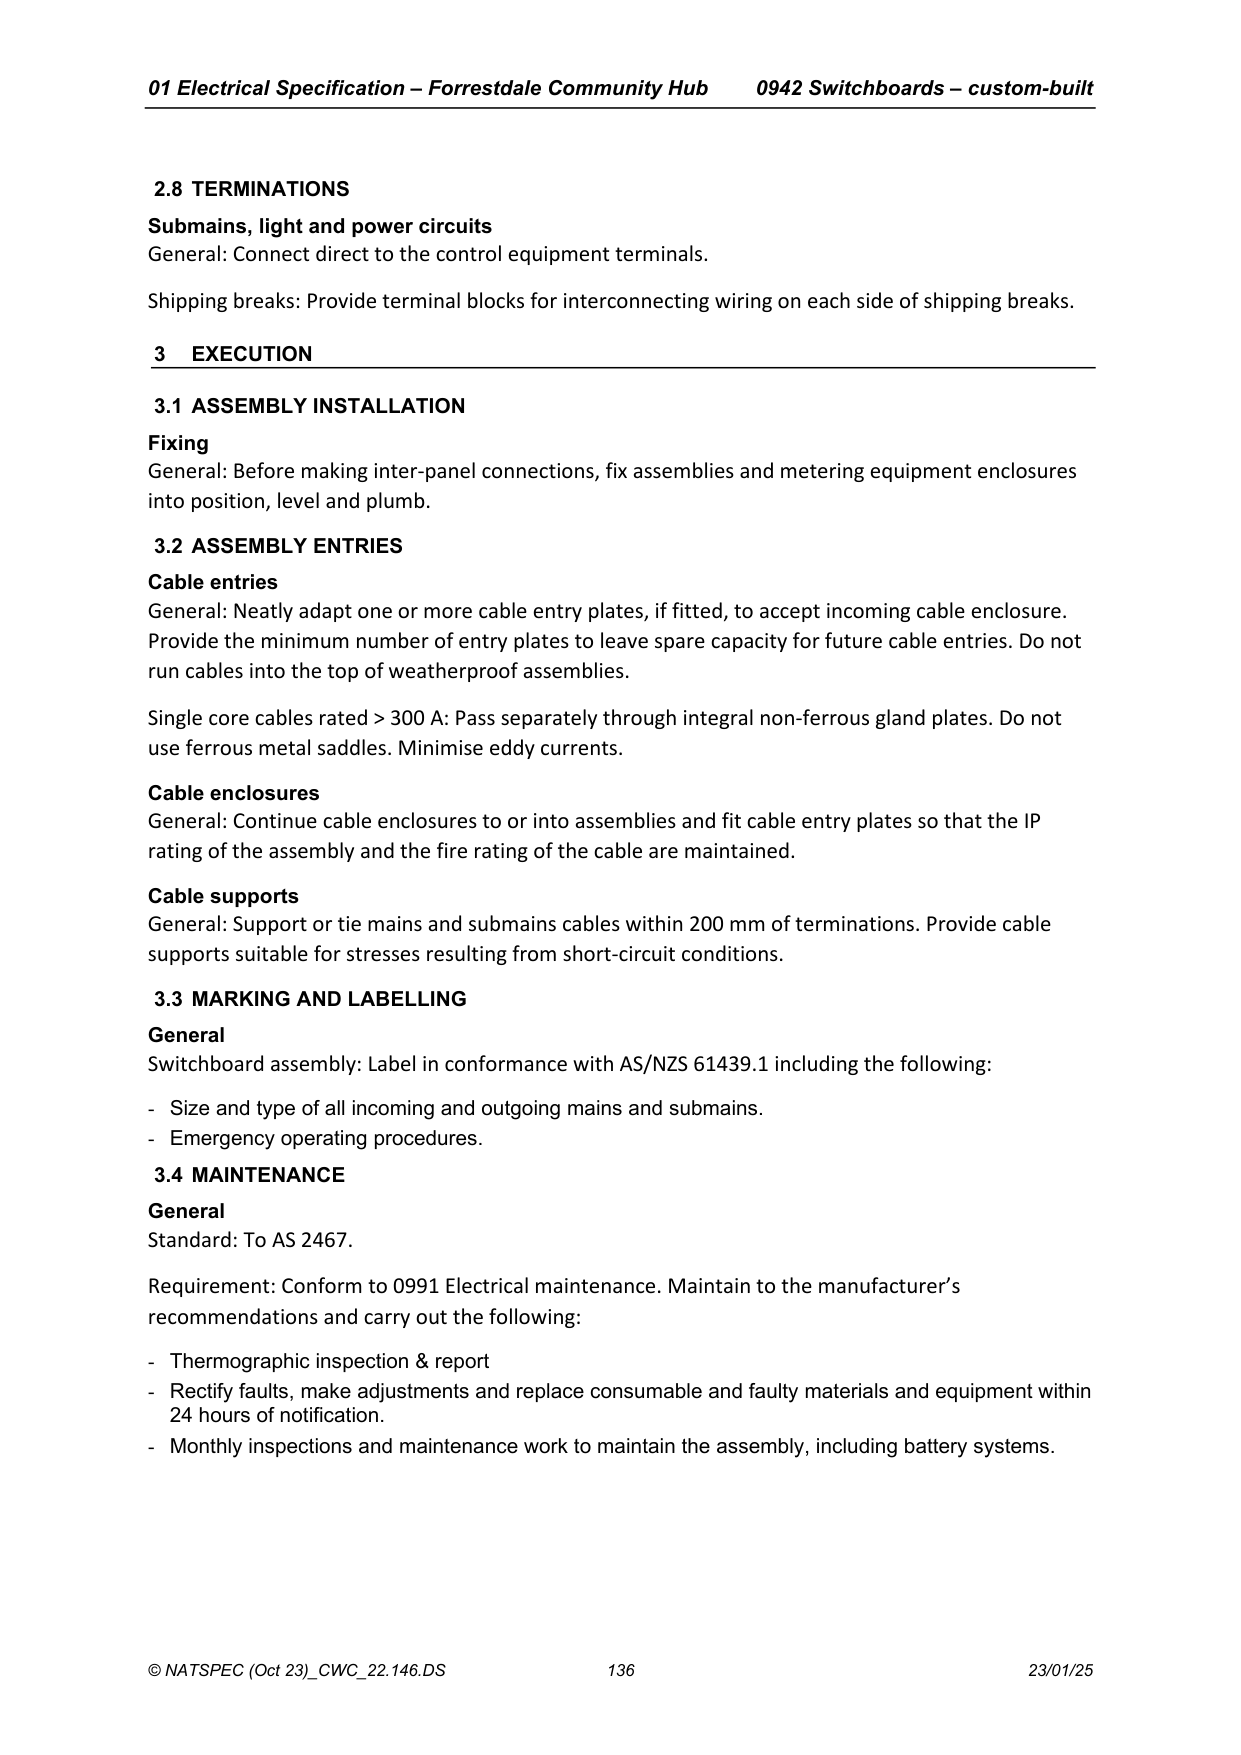 01 Electrical Specification – Forrestdale Community Hub 0942 Switchboards – custom-built
2.8 TERMINATIONS
Submains, light and power circuits
General: Connect direct to the control equipment terminals.
Shipping breaks: Provide terminal blocks for interconnecting wiring on each side of shipping breaks.
3 EXECUTION
3.1 ASSEMBLY INSTALLATION
Fixing
General: Before making inter-panel connections, fix assemblies and metering equipment enclosures
into position, level and plumb.
3.2 ASSEMBLY ENTRIES
Cable entries
General: Neatly adapt one or more cable entry plates, if fitted, to accept incoming cable enclosure.
Provide the minimum number of entry plates to leave spare capacity for future cable entries. Do not
run cables into the top of weatherproof assemblies.
Single core cables rated > 300 A: Pass separately through integral non-ferrous gland plates. Do not
use ferrous metal saddles. Minimise eddy currents.
Cable enclosures
General: Continue cable enclosures to or into assemblies and fit cable entry plates so that the IP
rating of the assembly and the fire rating of the cable are maintained.
Cable supports
General: Support or tie mains and submains cables within 200 mm of terminations. Provide cable
supports suitable for stresses resulting from short-circuit conditions.
3.3 MARKING AND LABELLING
General
Switchboard assembly: Label in conformance with AS/NZS 61439.1 including the following:
- Size and type of all incoming and outgoing mains and submains.
- Emergency operating procedures.
3.4 MAINTENANCE
General
Standard: To AS 2467.
Requirement: Conform to 0991 Electrical maintenance. Maintain to the manufacturer’s
recommendations and carry out the following:
- Thermographic inspection & report
- Rectify faults, make adjustments and replace consumable and faulty materials and equipment within
24 hours of notification.
- Monthly inspections and maintenance work to maintain the assembly, including battery systems.
© NATSPEC (Oct 23)_CWC_22.146.DS 136 23/01/25